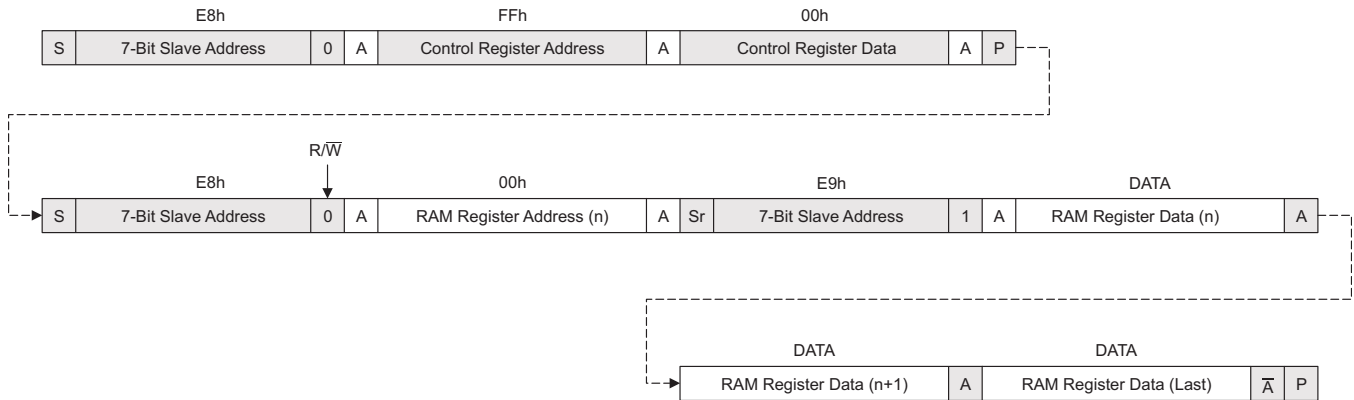 E8h FFh 00h
S 7-Bit Slave Address 0 A Control Register Address A Control Register Data A P
R/W̅
E8h 00h E9h DATA
S 7-Bit Slave Address 0 A RAM Register Address (n) A Sr 7-Bit Slave Address 1 A RAM Register Data (n) A
DATA DATA
RAM Register Data (n+1) A RAM Register Data (Last) A̅ P